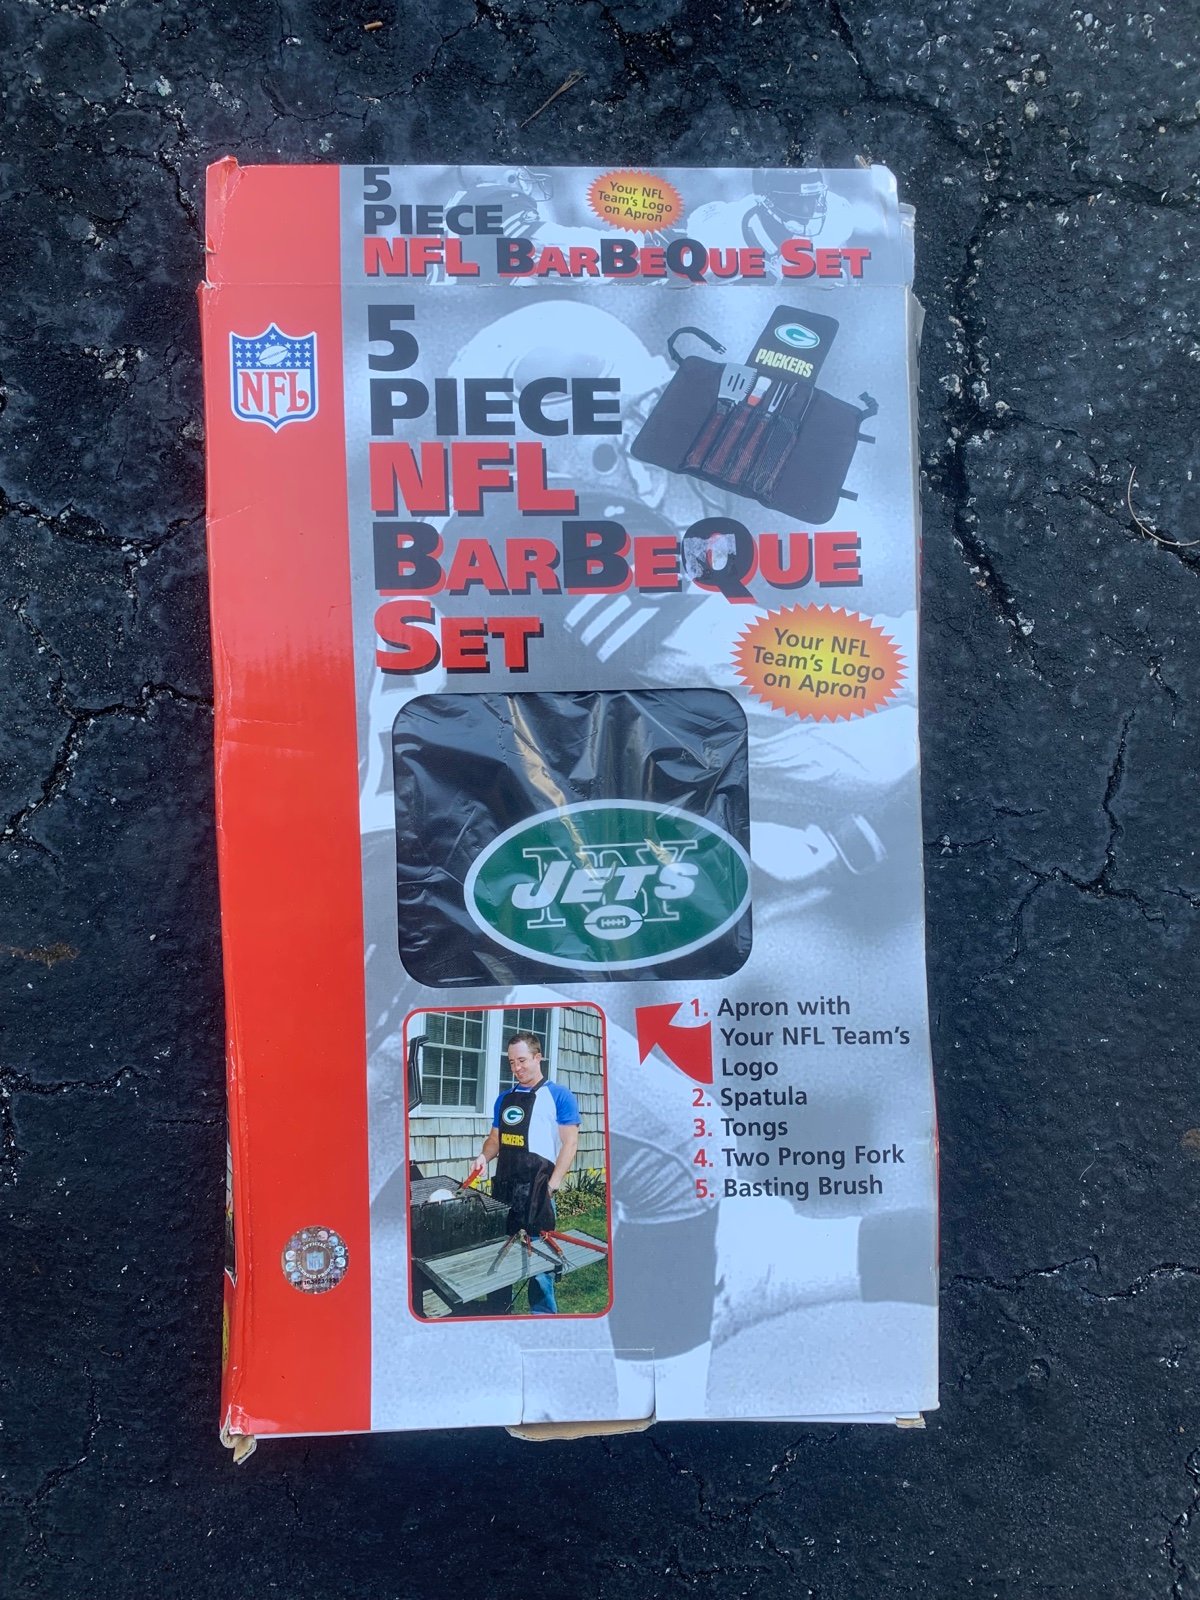 5
PIECE
NFL BARBEQUE SET
Your NFL
Team's Logo
on Apron
NFL
5
PIECE
NFL
BARBEQUE
SET
PACKERS
Your NFL
Team's Logo
on Apron
NY
JETS
1. Apron with
Your NFL Team's
Logo
2. Spatula
3. Tongs
4. Two Prong Fork
5. Basting Brush
G
PACKERS
OFFICIAL
NFL